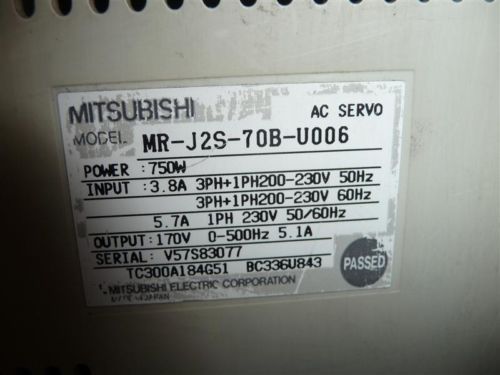 MITSUBISHI AC SERVO
MODEL MR-J2S-70B-U006
POWER : 750W
INPUT : 3.8A 3PH+1PH200-230V 50Hz
3PH+1PH200-230V 60Hz
5.7A 1PH 230V 50/60Hz
OUTPUT: 170V 0-500Hz 5.1A
SERIAL: V57S83077
TC300A184G51 BC336U843
PASSED
MITSUBISHI ELECTRIC CORPORATION
JAPAN